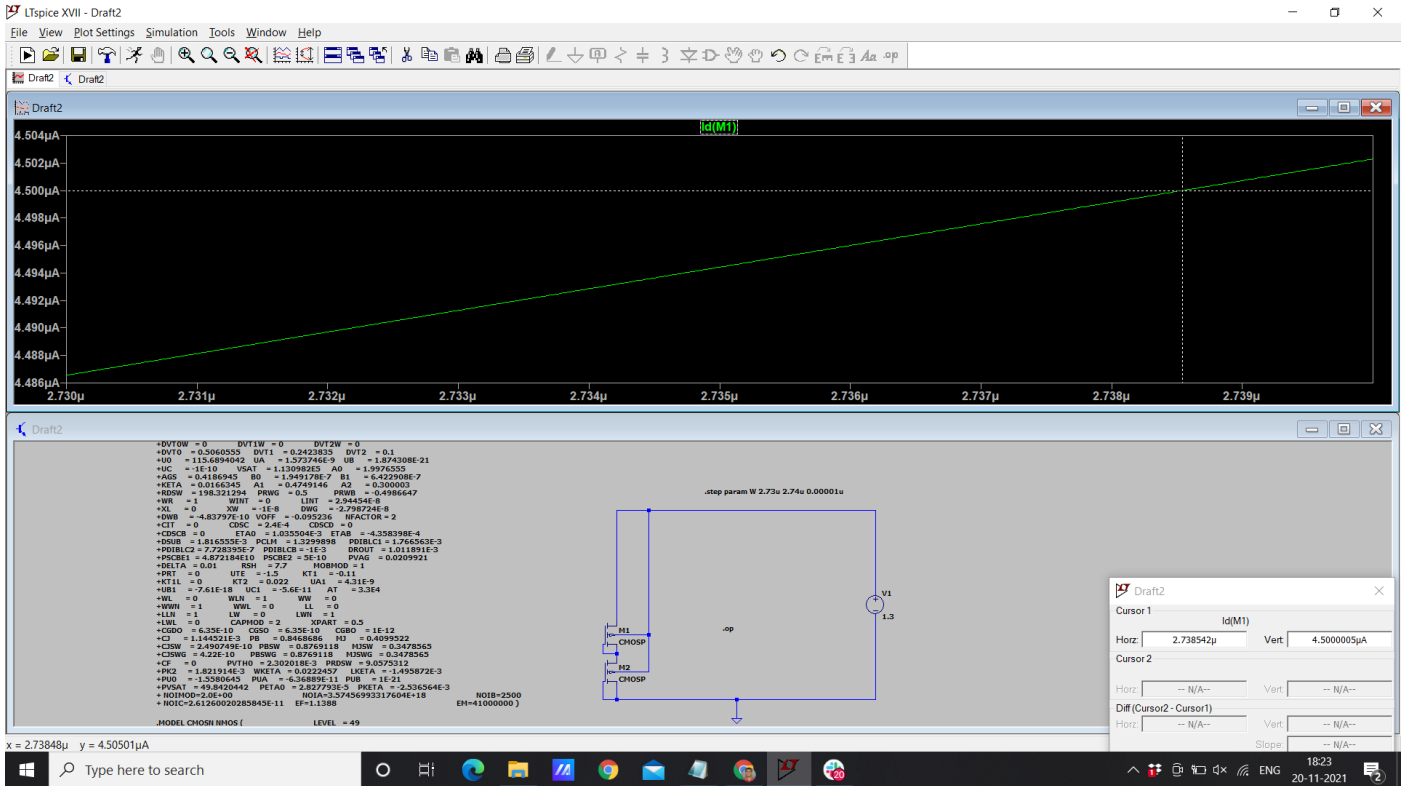 LTspice XVII - Draft2
File View Plot Settings Simulation Tools Window Help
Draft2 Draft2
Draft2
Id(M1)
4.504µA
4.502µA
4.500µA
4.498µA
4.496µA
4.494µA
4.492µA
4.490µA
4.488µA
4.486µA
2.730µ 2.731µ 2.732µ 2.733µ 2.734µ 2.735µ 2.736µ 2.737µ 2.738µ 2.739µ
Draft2
+DVT0W = 0 DVT1W = 0 DVT2W = 0
+DVT0 = 0.5060555 DVT1 = 0.2423835 DVT2 = 0.1
+U0 = 115.6894042 UA = 1.573746E-9 UB = 1.874308E-21
+UC = -1E-10 VSAT = 1.130982E5 A0 = 1.9976555
+AGS = 0.4186945 B0 = 1.949178E-7 B1 = 6.422908E-7
+KETA = 0.0166345 A1 = 0.4749146 A2 = 0.300003
+RDSW = 198.321294 PRWG = 0.5 PRWB = -0.4986647
+WR = 1 WINT = 0 LINT = 2.94454E-8
+XL = 0 XW = -1E-8 DWG = -2.798724E-8
+DWB = -4.83797E-10 VOFF = -0.095236 NFACTOR = 2
+CIT = 0 CDSC = 2.4E-4 CDSCD = 0
+CDSCB = 0 ETA0 = 1.035504E-3 ETAB = -4.358398E-4
+DSUB = 1.816555E-3 PCLM = 1.3299898 PDIBLC1 = 1.766563E-3
+PDIBLC2 = 7.728395E-7 PDIBLCB = -1E-3 DROUT = 1.011891E-3
+PSCBE1 = 4.872184E10 PSCBE2 = 5E-10 PVAG = 0.0209921
+DELTA = 0.01 RSH = 7.7 MOBMOD = 1
+PRT = 0 UTE = -1.5 KT1 = -0.11
+KT1L = 0 KT2 = 0.022 UA1 = 4.31E-9
+UB1 = -7.61E-18 UC1 = -5.6E-11 AT = 3.3E4
+WL = 0 WLN = 1 WW = 0
+WWN = 1 WWL = 0 LL = 0
+LLN = 1 LW = 0 LWN = 1
+LWL = 0 CAPMOD = 2 XPART = 0.5
+CGDO = 6.35E-10 CGSO = 6.35E-10 CGBO = 1E-12
+CJ = 1.144521E-3 PB = 0.8468686 MJ = 0.4099522
+CJSW = 2.490749E-10 PBSW = 0.8769118 MJSW = 0.3478565
+CJSWG = 4.22E-10 PBSWG = 0.8769118 MJSWG = 0.3478565
+CF = 0 PVTH0 = 2.302018E-3 PRDSW = 9.0575312
+PK2 = 1.821914E-3 WKETA = 0.0222457 LKETA = -1.495872E-3
+PU0 = -1.5580645 PUA = -6.36889E-11 PUB = 1E-21
+PVSAT = 49.8420442 PETA0 = 2.827793E-5 PKETA = -2.536564E-3
+ NOIMOD=2.0E+00 NOIA=3.57456993317604E+18 NOIB=2500
+ NOIC=2.61260020285845E-11 EF=1.1388 EM=41000000 )
.MODEL CMOSN NMOS ( LEVEL = 49
.step param W 2.73u 2.74u 0.00001u
M1
CMOSP
M2
CMOSP
.op
V1
1.3
Draft2
Cursor 1
Id(M1)
Horz: 2.738542µ Vert: 4.5000005µA
Cursor 2
Horz: -- N/A-- Vert: -- N/A--
Diff (Cursor2 - Cursor1)
Horz: -- N/A-- Vert: -- N/A--
Slope: -- N/A--
x = 2.73848µ y = 4.50501µA
Type here to search
ENG
18:23
20-11-2021
20
2